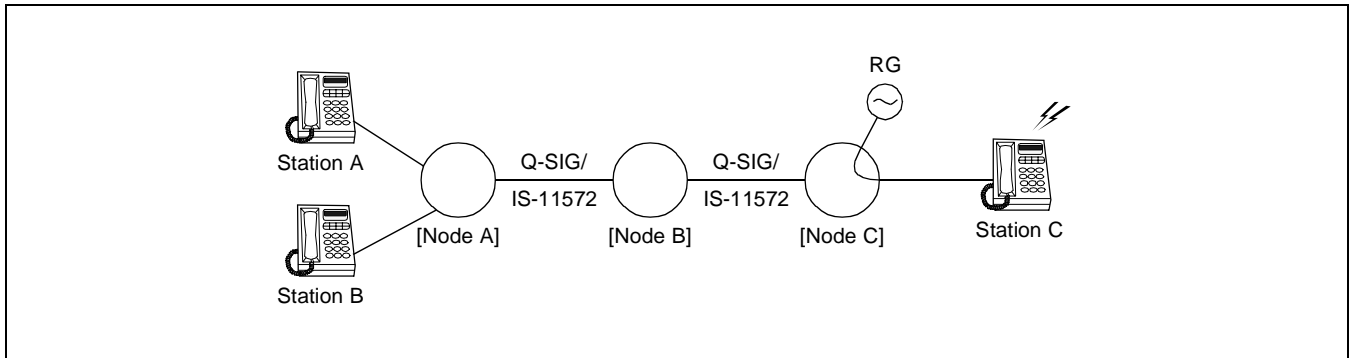 RG
Station A
Q-SIG/
IS-11572
Q-SIG/
IS-11572
[Node A]
[Node B]
[Node C]
Station C
Station B